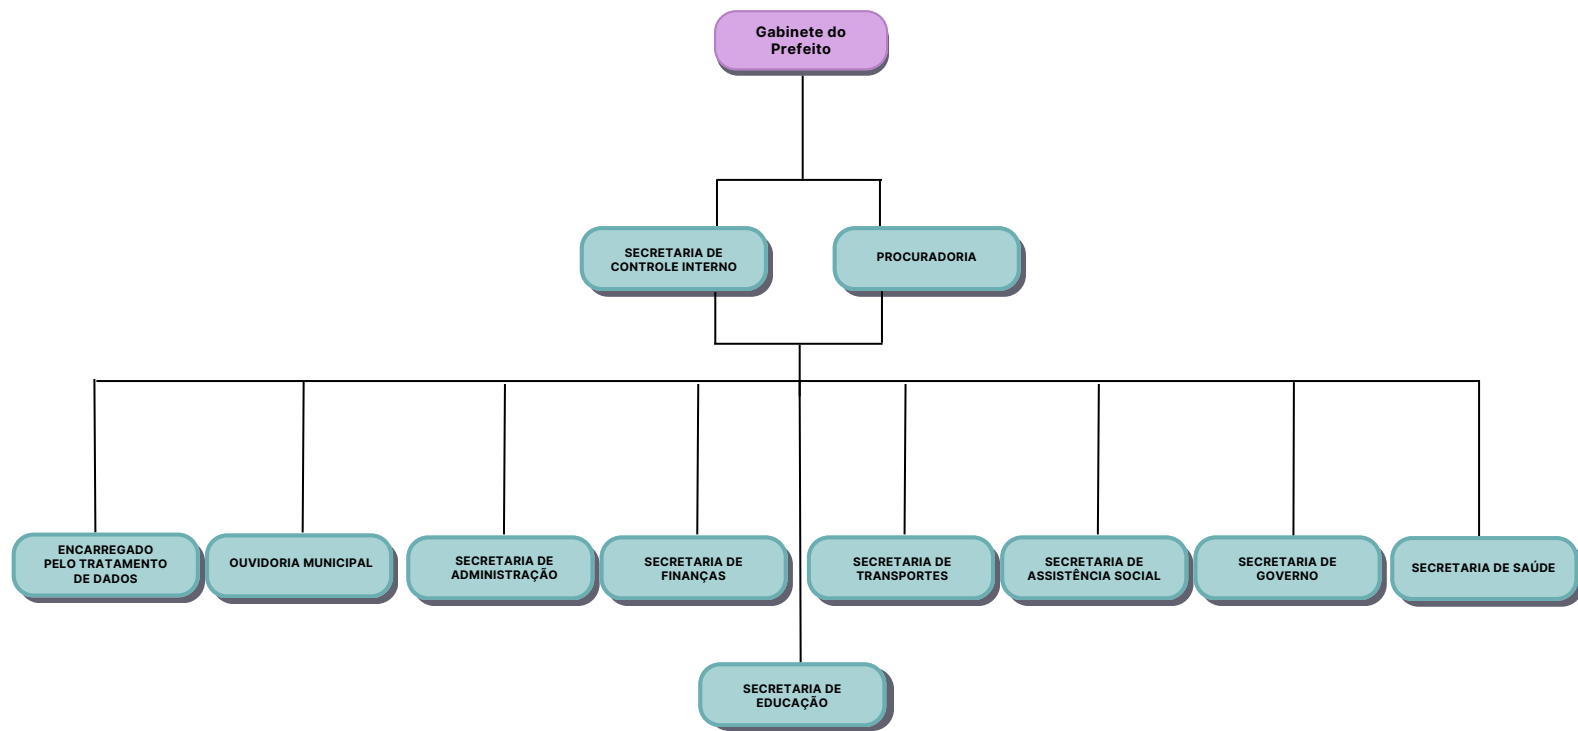 Gabinete do
Prefeito
SECRETARIA DE
CONTROLE INTERNO
PROCURADORIA
ENCARREGADO
PELO TRATAMENTO
DE DADOS
OUVIDORIA MUNICIPAL
SECRETARIA DE
ADMINISTRAÇÃO
SECRETARIA DE
FINANÇAS
SECRETARIA DE
TRANSPORTES
SECRETARIA DE
ASSISTÊNCIA SOCIAL
SECRETARIA DE
GOVERNO
SECRETARIA DE SAÚDE
SECRETARIA DE
EDUCAÇÃO